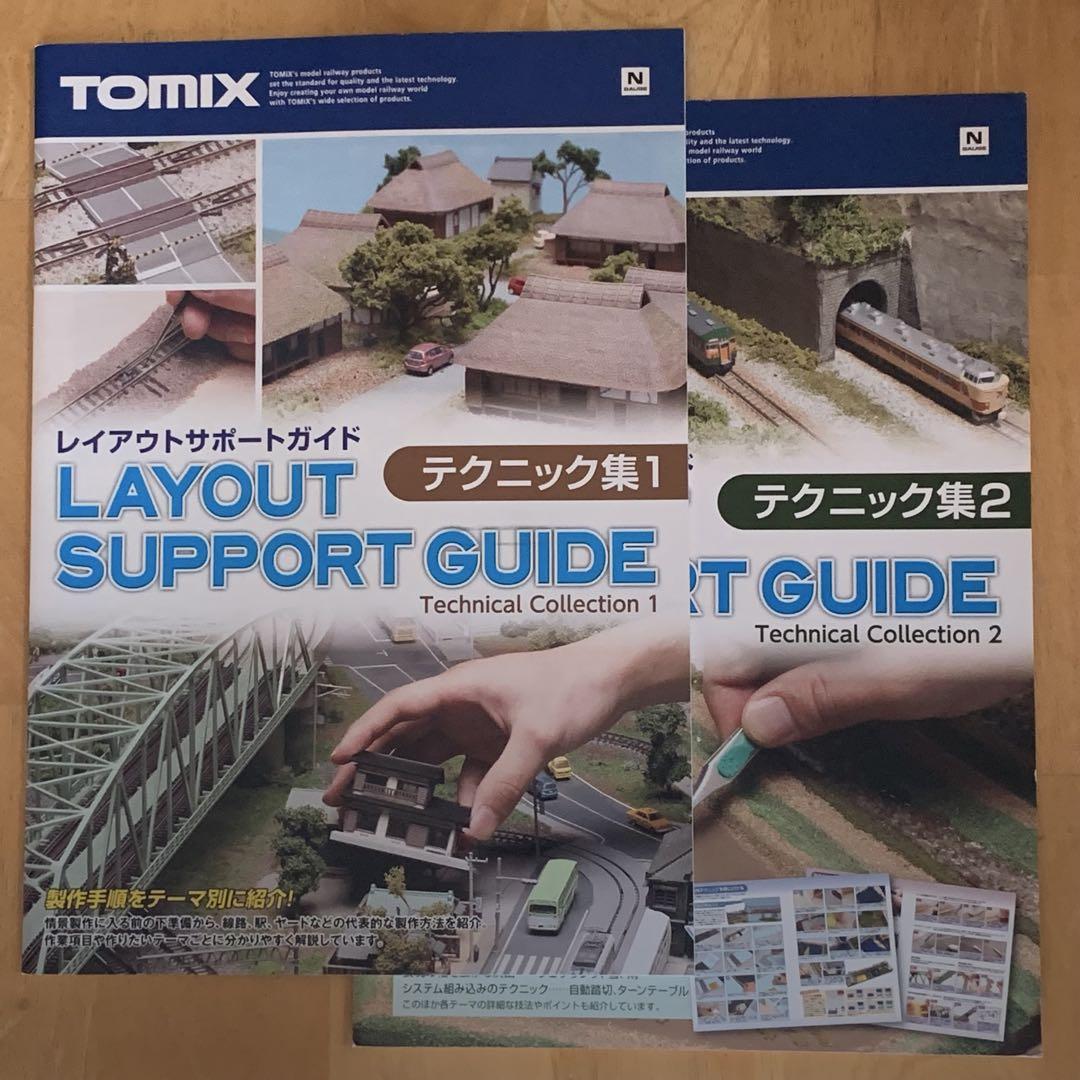 TOMIX
TOMIX's model railway products
set the standard for quality and the latest technology.
Enjoy creating your own model railway world
with TOMIX's wide selection of products.
N
GAUGE
レイアウトサポートガイド
テクニック集1
LAYOUT
SUPPORT GUIDE
Technical Collection 1
製作手順をテーマ別に紹介!
情景製作に入る前の下準備から、線路、駅、ヤードなどの代表的な製作方法を紹介。
作業項目や作りたいテーマごとに分かりやすく解説しています。
products
ity and the latest technology.
model railway world
tion of products.
N
GAUGE
テクニック集2
RT GUIDE
Technical Collection 2
システム組み込みのテクニック……自動踏切、ターンテーブル
このほか各テーマの詳細な技法やポイントも紹介しています。